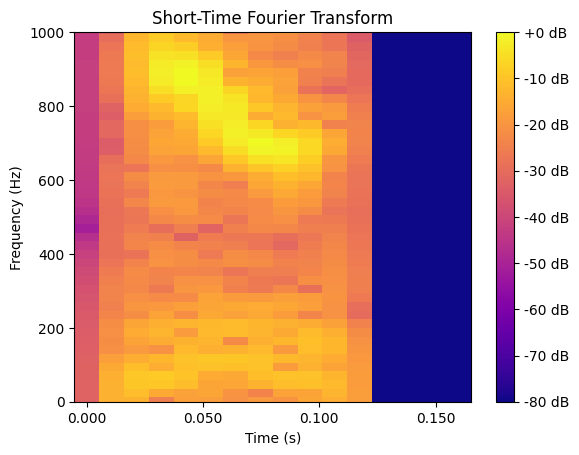 Short-Time Fourier Transform
1000
800
600
400
200
0
Frequency (Hz)
0.000
0.050
0.100
0.150
Time (s)
+0 dB
-10 dB
-20 dB
-30 dB
-40 dB
-50 dB
-60 dB
-70 dB
-80 dB